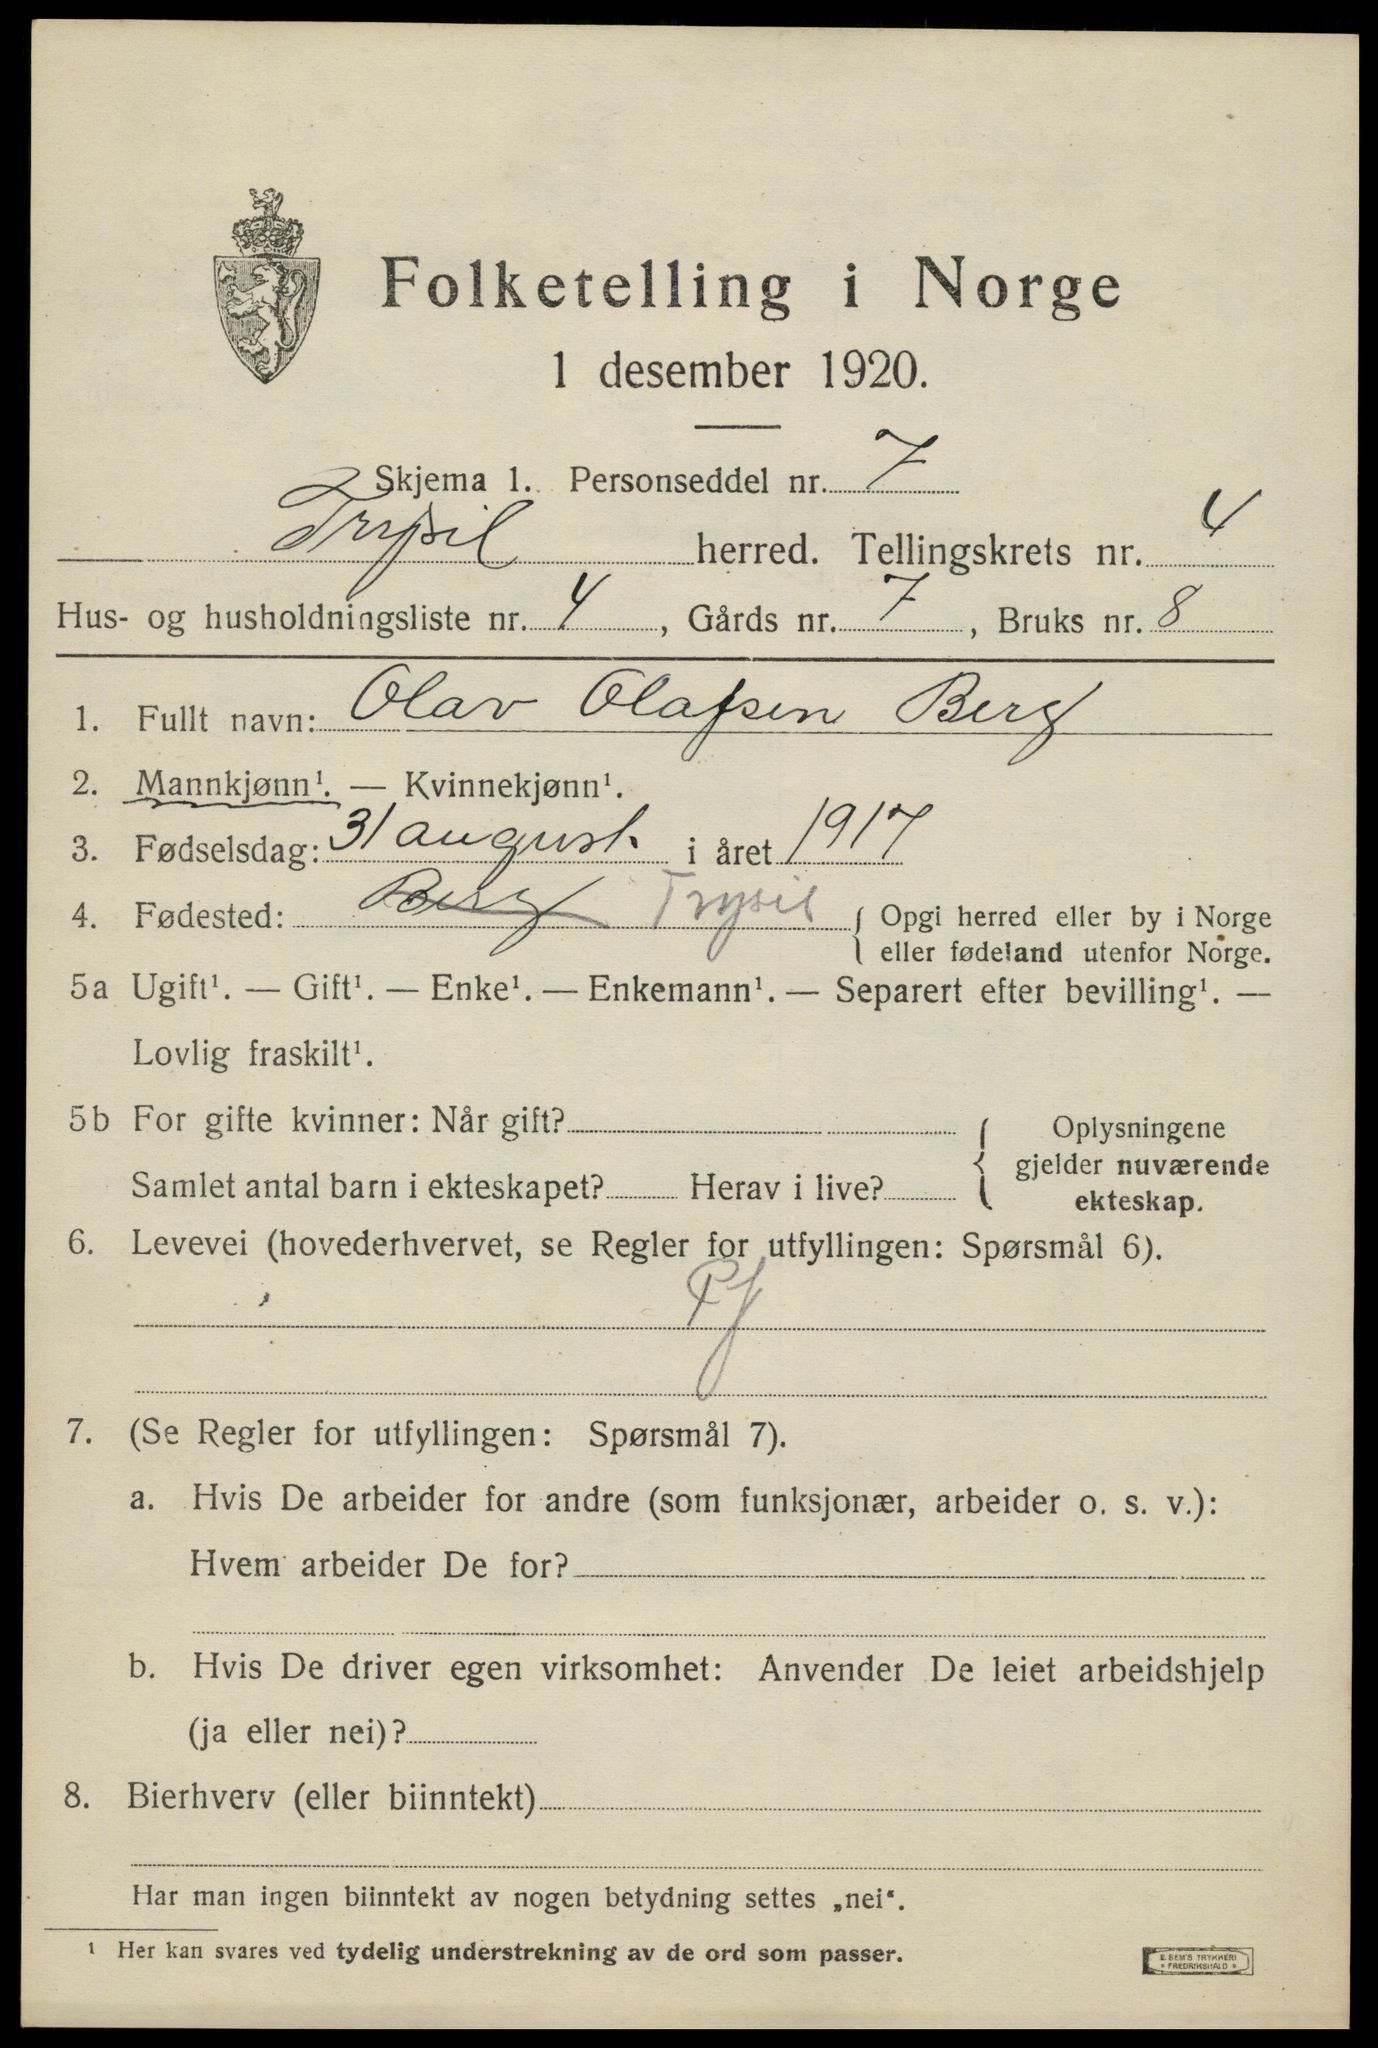 Folketelling i Norge
1 desember 1920.
Skjema 1. Personseddel nr. 7
Trysil herred. Tellingskrets nr. 4
Hus- og husholdningsliste nr. 4, Gårds nr. 7, Bruks nr. 8
1. Fullt navn: Olav Olafsen Berg
2. Mannkjønn¹. — Kvinnekjønn¹.
3. Fødselsdag: 31 august i året 1917
4. Fødested: Berg Trysil { Opgi herred eller by i Norge
eller fødeland utenfor Norge.
5a Ugift¹. — Gift¹. — Enke¹. — Enkemann¹. — Separert efter bevilling¹. —
Lovlig fraskilt¹.
5b For gifte kvinner: Når gift?
Samlet antal barn i ekteskapet? Herav i live?
{ Oplysningene
gjelder nuværende
ekteskap.
6. Levevei (hovederhvervet, se Regler for utfyllingen: Spørsmål 6).
Pf
7. (Se Regler for utfyllingen: Spørsmål 7).
a. Hvis De arbeider for andre (som funksjonær, arbeider o. s. v.):
Hvem arbeider De for?
b. Hvis De driver egen virksomhet: Anvender De leiet arbeidshjelp
(ja eller nei)?
8. Bierhverv (eller biinntekt)
Har man ingen biinntekt av nogen betydning settes „nei“.
¹ Her kan svares ved tydelig understrekning av de ord som passer.
E. SEM'S TRYKKERI
* FREDRIKSHALD *